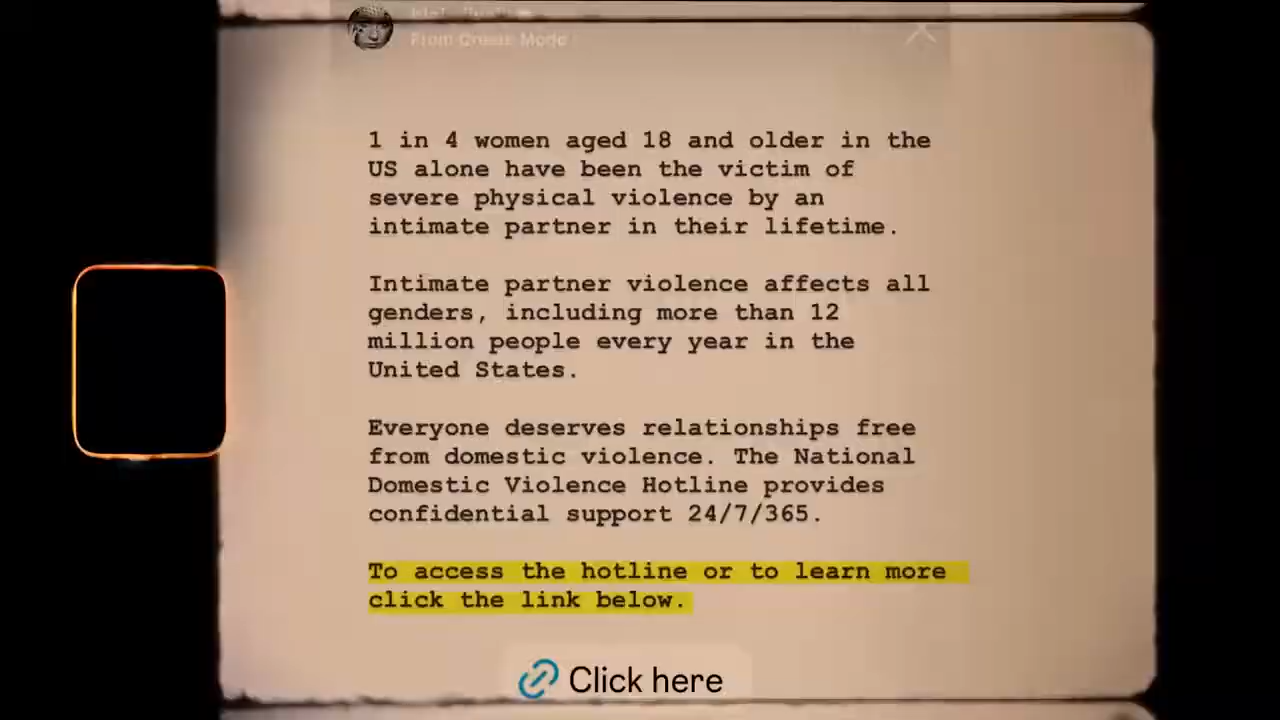 From Create Mode
1 in 4 women aged 18 and older in the
US alone have been the victim of
severe physical violence by an
intimate partner in their lifetime.
Intimate partner violence affects all
genders, including more than 12
million people every year in the
United States.
Everyone deserves relationships free
from domestic violence. The National
Domestic Violence Hotline provides
confidential support 24/7/365.
To access the hotline or to learn more
click the link below.
Click here